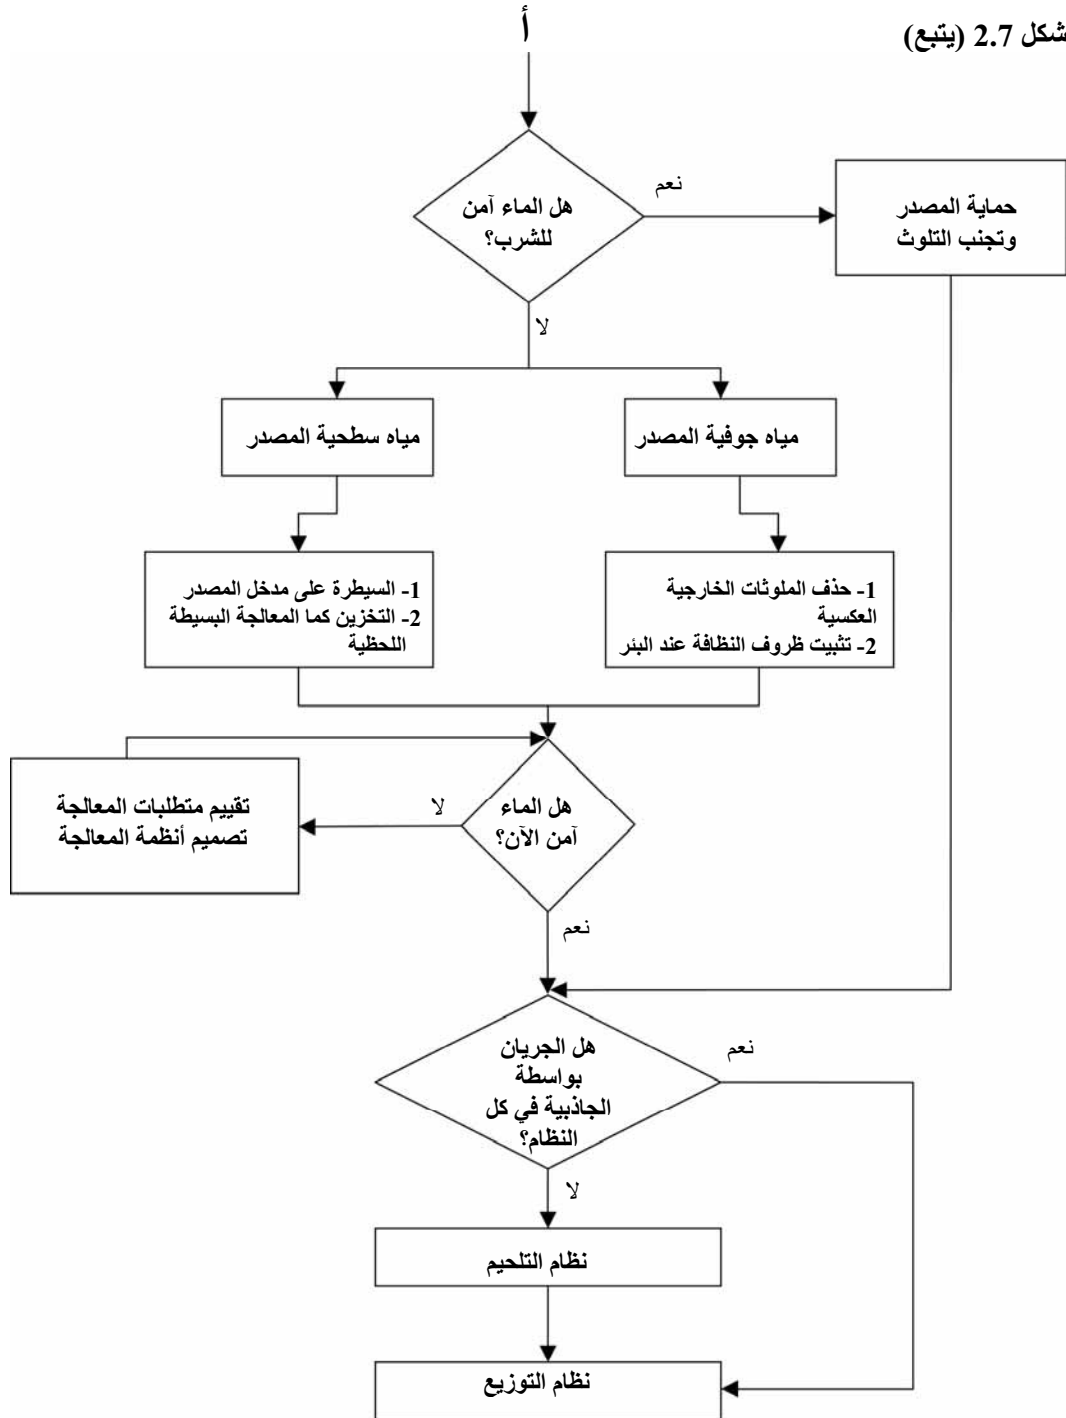 شكل 2.7 (يتبع)
أ
هل الماء آمن
للشرب؟
نعم
حماية المصدر
وتجنب التلوث
لا
مياه جوفية المصدر
مياه سطحية المصدر
1- حذف الملوثات الخارجية
العكسية
2- تثبيت ظروف النظافة عند البئر
1- السيطرة على مدخل المصدر
2- التخزين كما المعالجة البسيطة
اللحظية
هل الماء
آمن الآن؟
لا
تقييم متطلبات المعالجة
تصميم أنظمة المعالجة
نعم
هل الجريان
بواسطة
الجاذبية في كل
النظام؟
نعم
لا
نظام التلحيم
نظام التوزيع